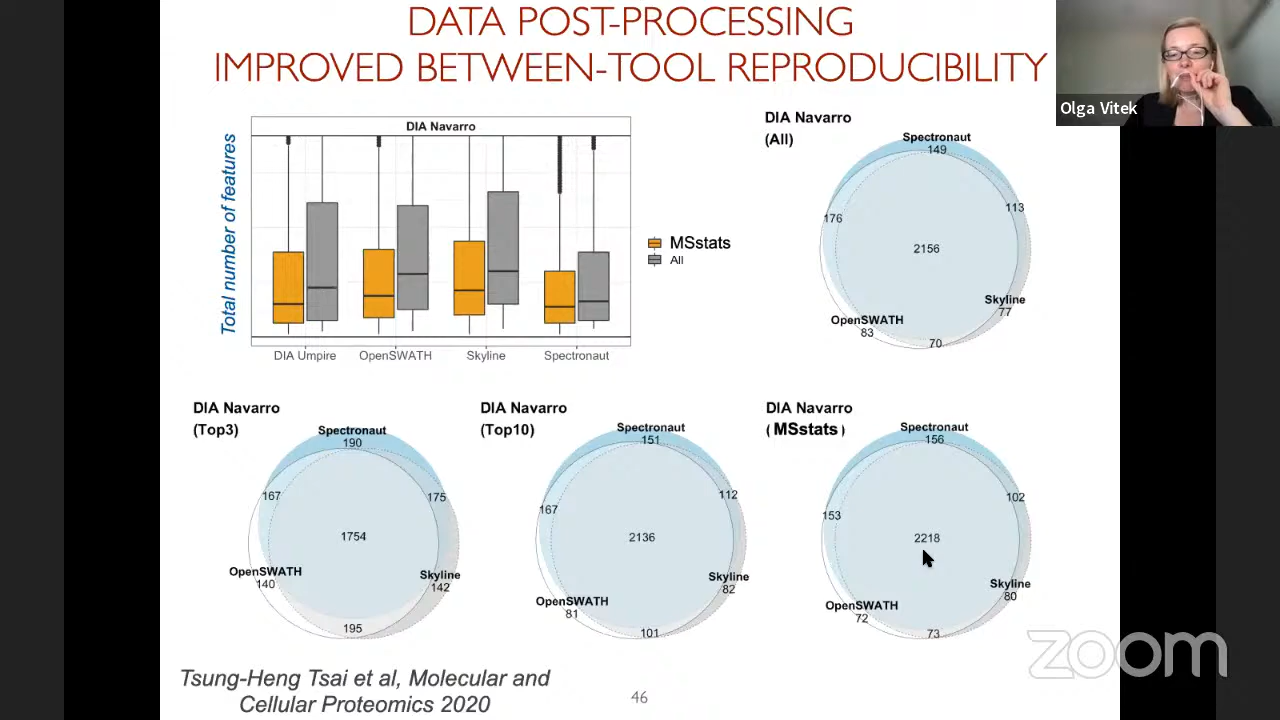 DATA POST-PROCESSING
IMPROVED BETWEEN-TOOL REPRODUCIBILITY
Olga Vitek
DIA Navarro
Total number of features
DIA Umpire
OpenSWATH
Skyline
Spectronaut
MSstats
All
DIA Navarro
(All)
Spectronaut
149
176
113
2156
Skyline
77
OpenSWATH
83
70
DIA Navarro
(Top3)
Spectronaut
190
167
175
1754
OpenSWATH
140
Skyline
142
195
DIA Navarro
(Top10)
Spectronaut
151
167
112
2136
Skyline
82
OpenSWATH
81
101
DIA Navarro
(MSstats)
Spectronaut
156
153
102
2218
Skyline
80
OpenSWATH
72
73
Tsung-Heng Tsai et al, Molecular and
Cellular Proteomics 2020
46
zoom